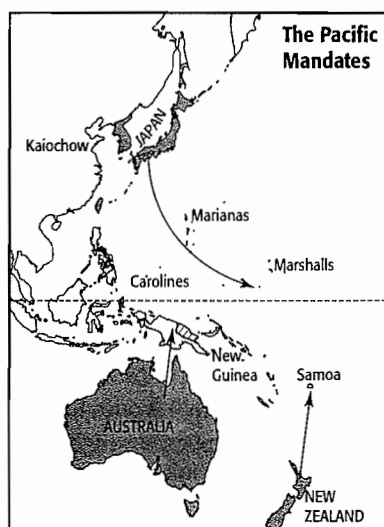 The Pacific
Mandates
JAPAN
Kaiochow
Marianas
Marshalls
Carolines
New
Guinea
Samoa
AUSTRALIA
NEW
ZEALAND